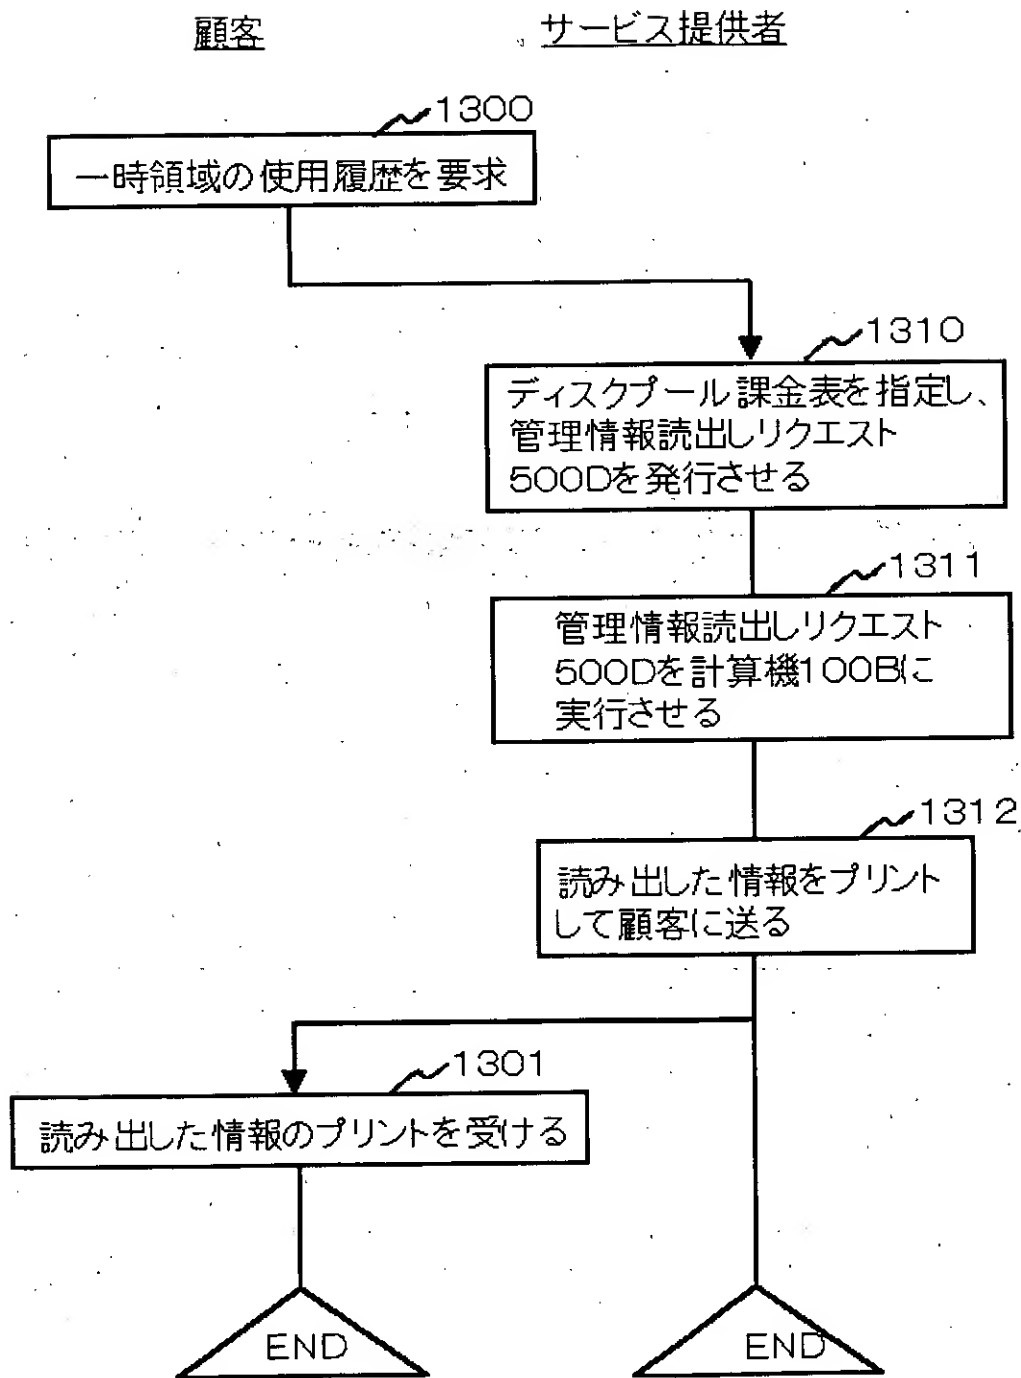 顧客
サービス提供者
1300
一時領域の使用履歴を要求
1310
ディスクプール課金表を指定し、
管理情報読出しリクエスト
500Dを発行させる
1311
管理情報読出しリクエスト
500Dを計算機100Bに
実行させる
1312
読み出した情報をプリント
して顧客に送る
1301
読み出した情報のプリントを受ける
END
END